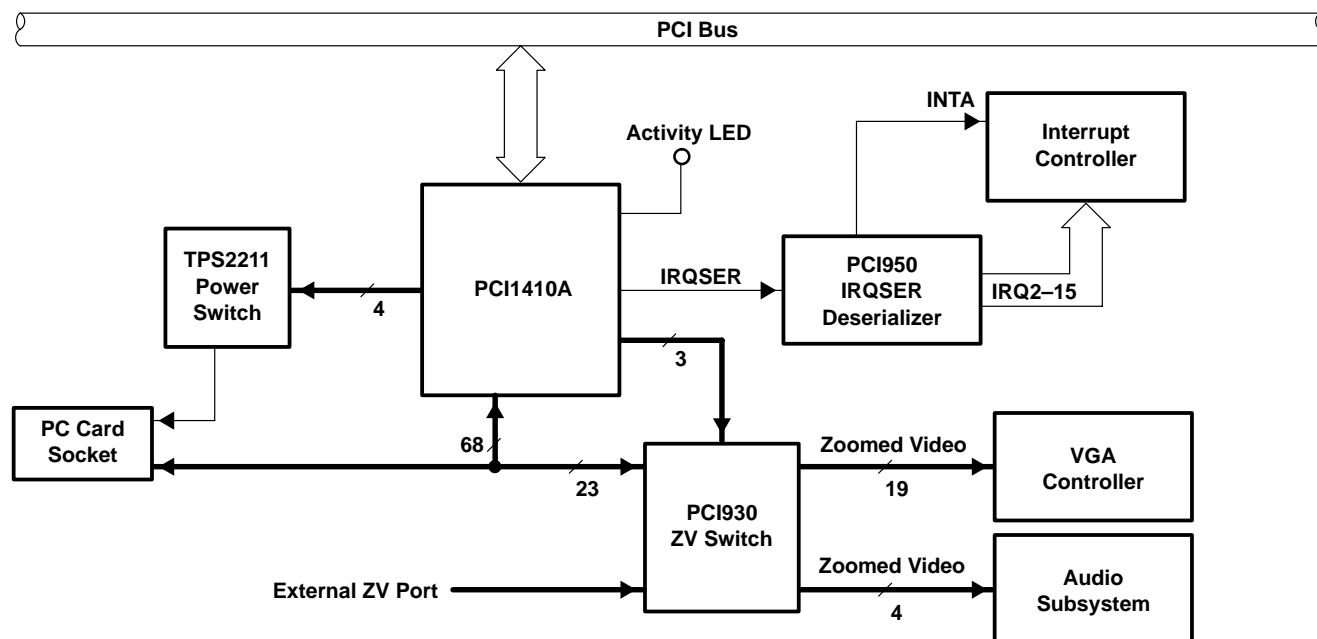 PCI Bus
INTA
Activity LED
Interrupt
Controller
TPS2211
Power
Switch
4
PCI1410A
IRQSER
PCI950
IRQSER
Deserializer
IRQ2–15
3
PC Card
Socket
68
23
PCI930
ZV Switch
Zoomed Video
19
VGA
Controller
External ZV Port
Zoomed Video
4
Audio
Subsystem